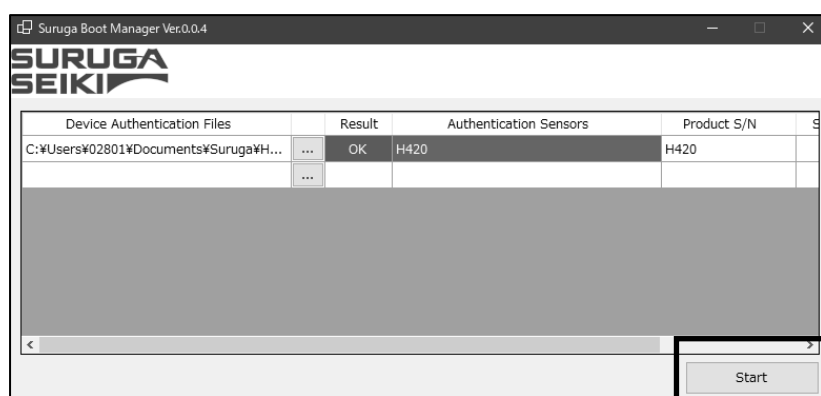 Suruga Boot Manager Ver.0.0.4
SURUGA
SEIKI
Device Authentication Files Result Authentication Sensors Product S/N S
C:¥Users¥02801¥Documents¥Suruga¥H... ... OK H420 H420
...
Start